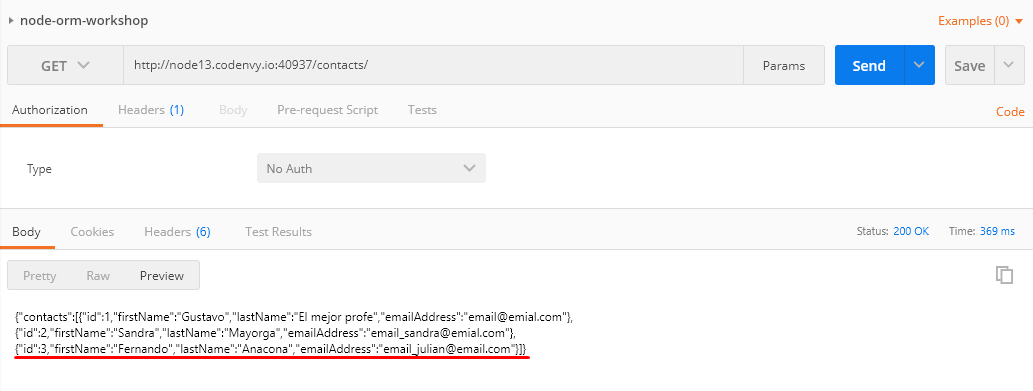 node-orm-workshop
Examples (0)
GET
http://node13.codenvy.io:40937/contacts/
Params
Send
Save
Authorization
Headers (1)
Body
Pre-request Script
Tests
Code
Type
No Auth
Body
Cookies
Headers (6)
Test Results
Status: 200 OK
Time: 369 ms
Pretty
Raw
Preview
{"contacts":[{"id":1,"firstName":"Gustavo","lastName":"El mejor profe","emailAddress":"email@emial.com"},
{"id":2,"firstName":"Sandra","lastName":"Mayorga","emailAddress":"email_sandra@emial.com"},
{"id":3,"firstName":"Fernando","lastName":"Anacona","emailAddress":"email_julian@email.com"}]}